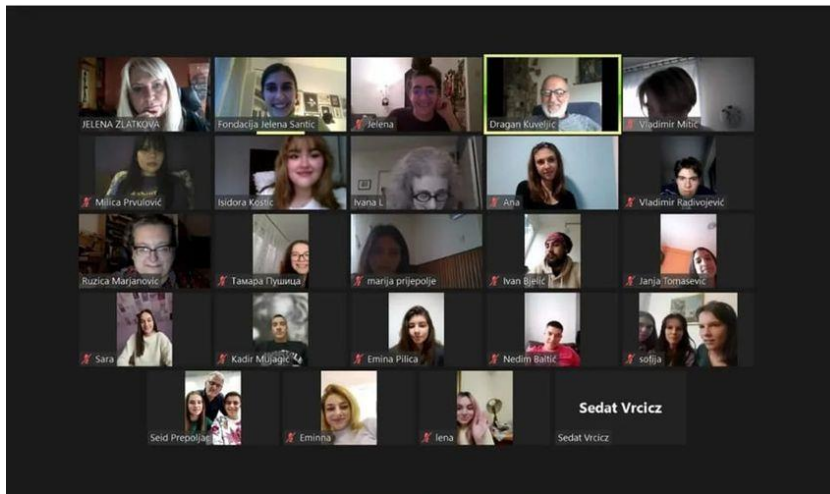 JELENA ZLATKOVA
Fondacija Jelena Santic
Jelena
Dragan Kuveljic
Vladimir Mitic
Milica Prvulović
Isidora Kostic
Ivana L
Ana
Vladimir Radivojević
Ruzica Marjanovic
Тамара Пушица
marija prijepolje
Ivan Bjelić
Janja Tomasevic
Sara
Kadir Mujagić
Emina Pilica
Nedim Baltić
sofija
Seid Prepoljac
Eminna
lena
Sedat Vrcicz
Sedat Vrcicz